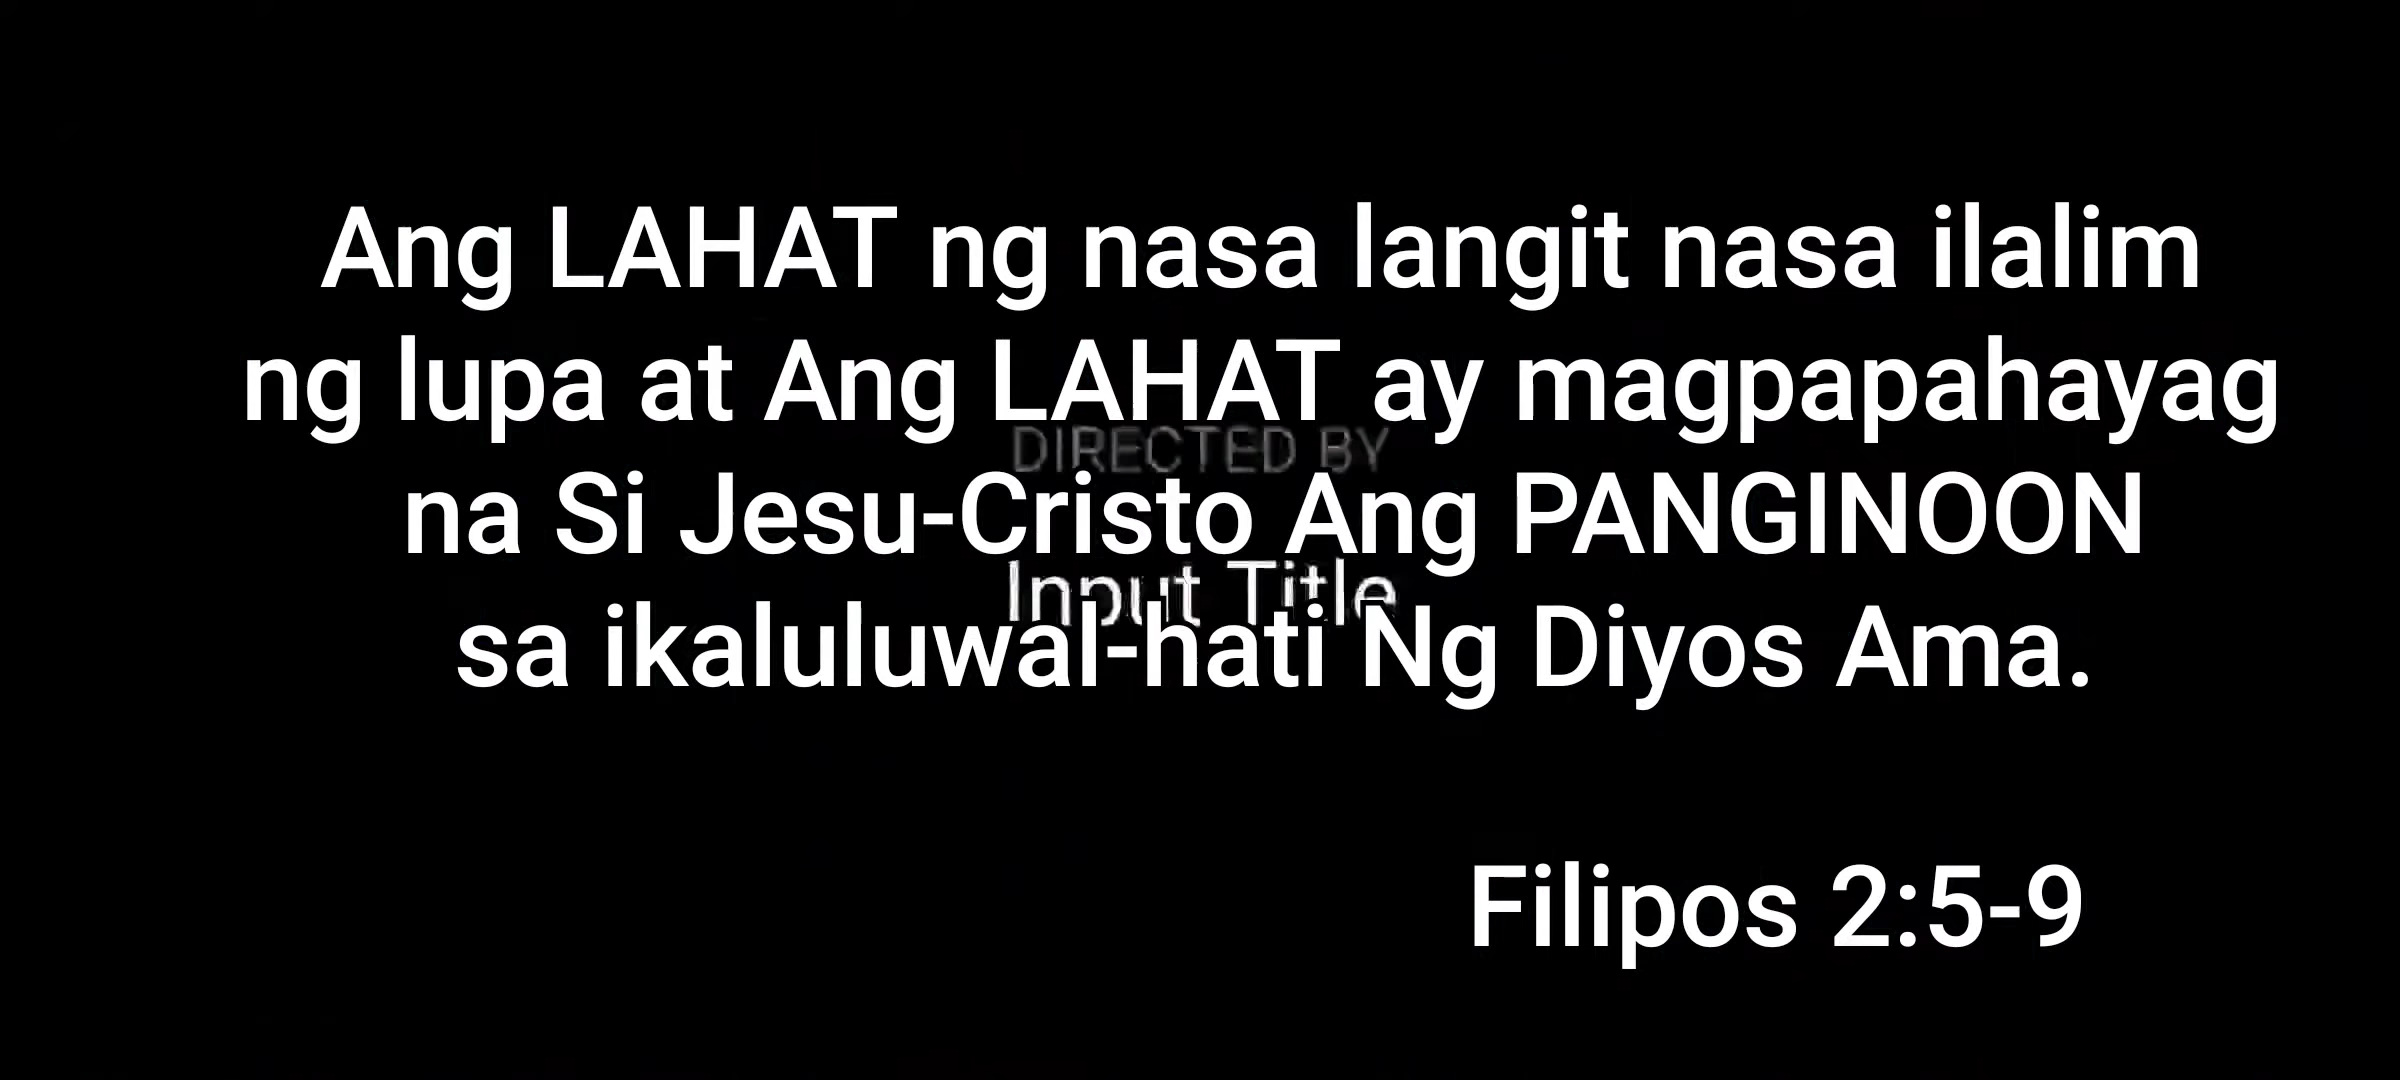 Ang LAHAT ng nasa langit nasa ilalim
ng lupa at Ang LAHAT ay magpapahayag
DIRECTED BY
na Si Jesu-Cristo Ang PANGINOON
Input Title
sa ikaluluwal-hati Ng Diyos Ama.
Filipos 2:5-9